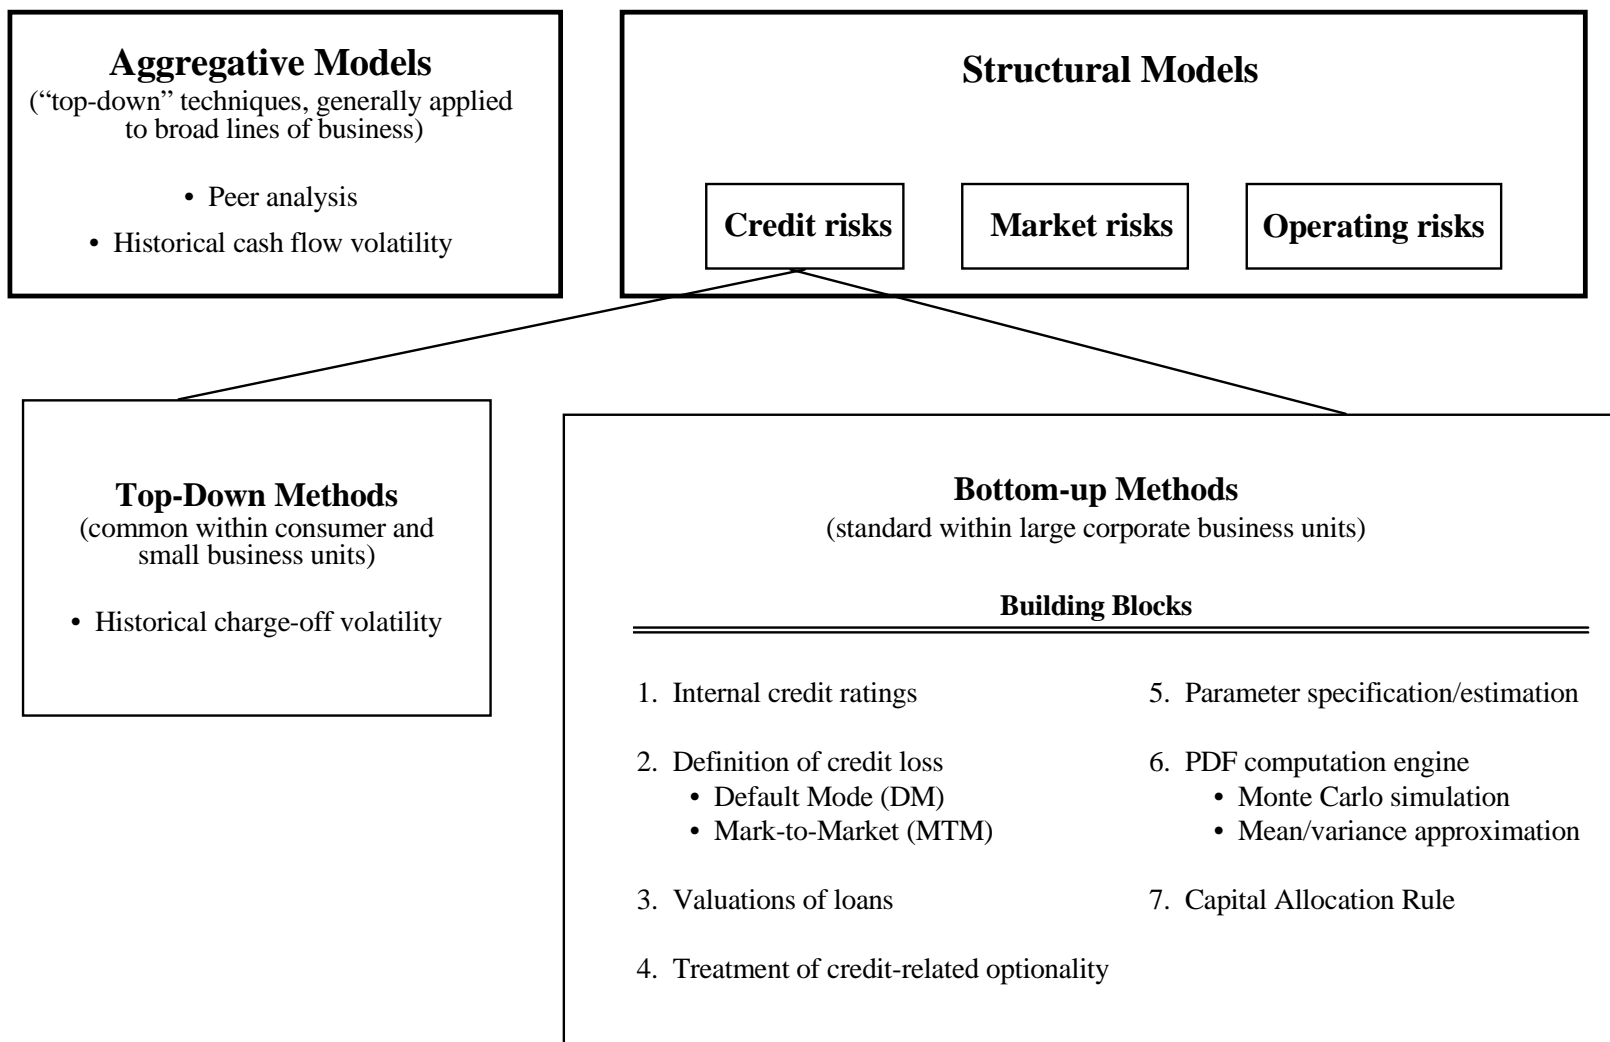 Aggregative Models
(“top-down” techniques, generally applied
to broad lines of business)
• Peer analysis
• Historical cash flow volatility
Structural Models
Credit risks
Market risks
Operating risks
Top-Down Methods
(common within consumer and
small business units)
• Historical charge-off volatility
Bottom-up Methods
(standard within large corporate business units)
Building Blocks
1. Internal credit ratings
2. Definition of credit loss
• Default Mode (DM)
• Mark-to-Market (MTM)
3. Valuations of loans
4. Treatment of credit-related optionality
5. Parameter specification/estimation
6. PDF computation engine
• Monte Carlo simulation
• Mean/variance approximation
7. Capital Allocation Rule